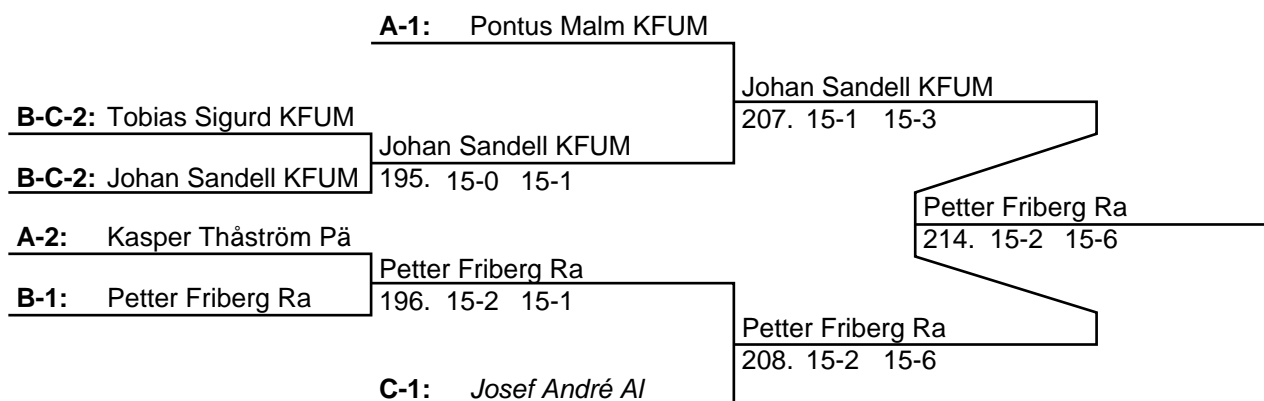 A-1: Pontus Malm KFUM
Johan Sandell KFUM
207. 15-1 15-3
B-C-2: Tobias Sigurd KFUM
Johan Sandell KFUM
195. 15-0 15-1
B-C-2: Johan Sandell KFUM
Petter Friberg Ra
214. 15-2 15-6
A-2: Kasper Thåström Pä
Petter Friberg Ra
196. 15-2 15-1
B-1: Petter Friberg Ra
Petter Friberg Ra
208. 15-2 15-6
C-1: Josef André Al